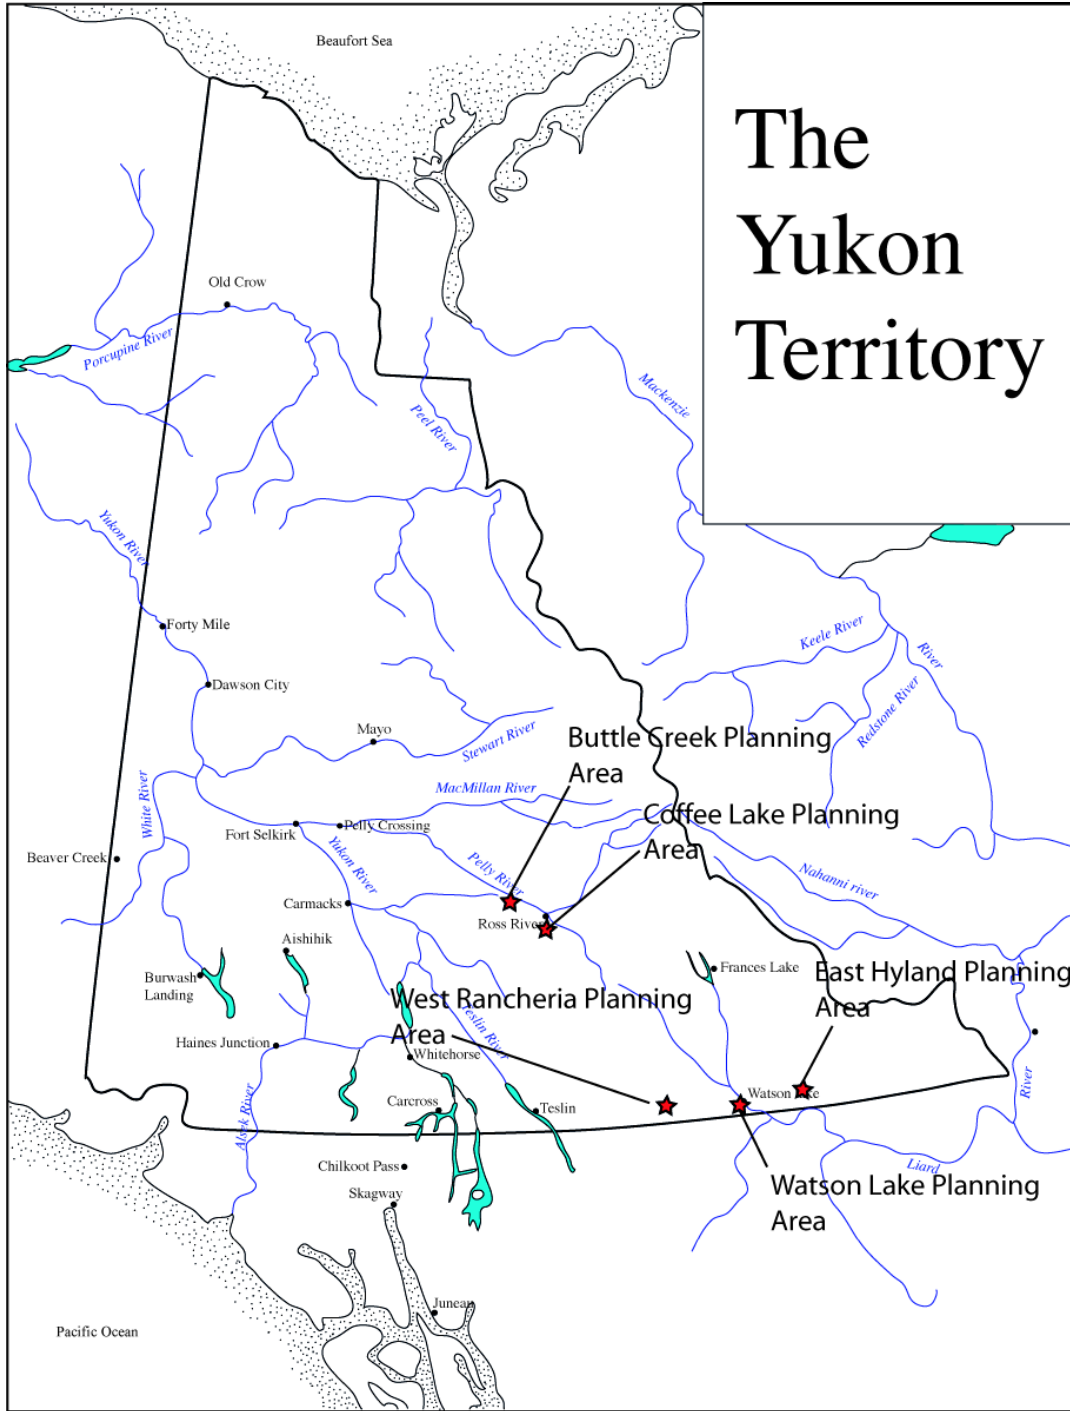 Beaufort Sea
The
Yukon
Territory
Old Crow
Porcupine River
Peel River
Mackenzie
Yukon River
Forty Mile
Keele River
River
Dawson City
Redstone River
Mayo
Stewart River
Buttle Creek Planning
Area
White River
MacMillan River
Coffee Lake Planning
Area
Fort Selkirk
Pelly Crossing
Beaver Creek
Yukon River
Pelly River
Nahanni river
Carmacks
Ross River
Aishihik
Burwash
Landing
Frances Lake
East Hyland Planning
Area
West Rancheria Planning
Area
Teslin River
Haines Junction
Whitehorse
Alsek River
Carcross
Teslin
Watson Lake
River
Chilkoot Pass
Liard
Skagway
Watson Lake Planning
Area
Juneau
Pacific Ocean